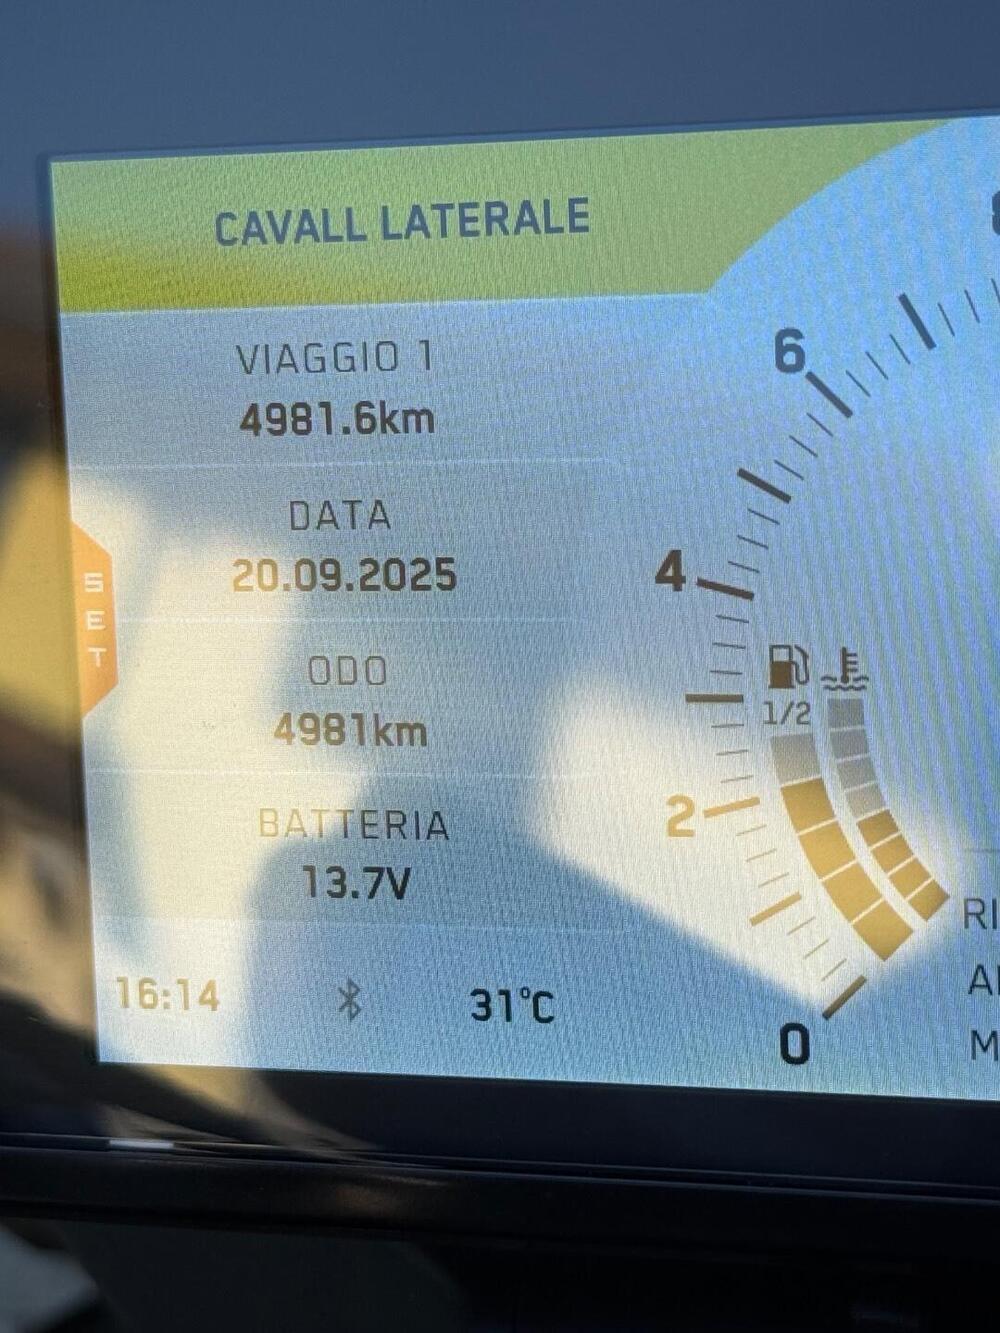 CAVALL LATERALE
VIAGGIO 1
4981.6km
DATA
20.09.2025
ODO
4981km
BATTERIA
13.7V
16:14
31°C
SET
6
4
2
0
1/2
RI
M